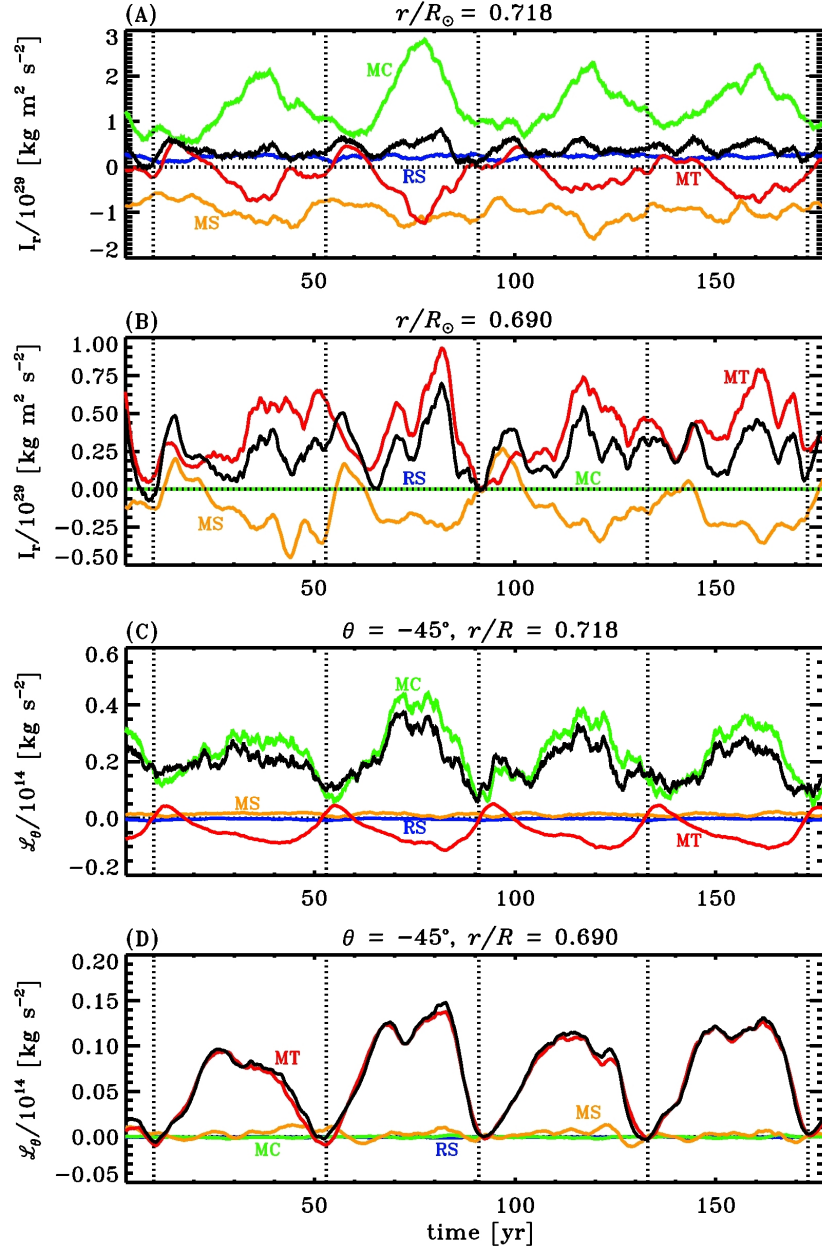 (A) r/R☉ = 0.718
I_r/10^29 [kg m² s⁻²]
3
2
1
0
-1
-2
MC
RS
MT
MS
50 100 150
(B) r/R☉ = 0.690
I_r/10^29 [kg m² s⁻²]
1.00
0.75
0.50
0.25
0.00
-0.25
-0.50
MT
RS
MC
MS
50 100 150
(C) θ = -45°, r/R = 0.718
ℒ_θ/10^14 [kg s⁻²]
0.6
0.4
0.2
0.0
-0.2
MC
MS
RS
MT
50 100 150
(D) θ = -45°, r/R = 0.690
ℒ_θ/10^14 [kg s⁻²]
0.20
0.15
0.10
0.05
0.00
-0.05
MT
MS
MC
RS
50 100 150
time [yr]